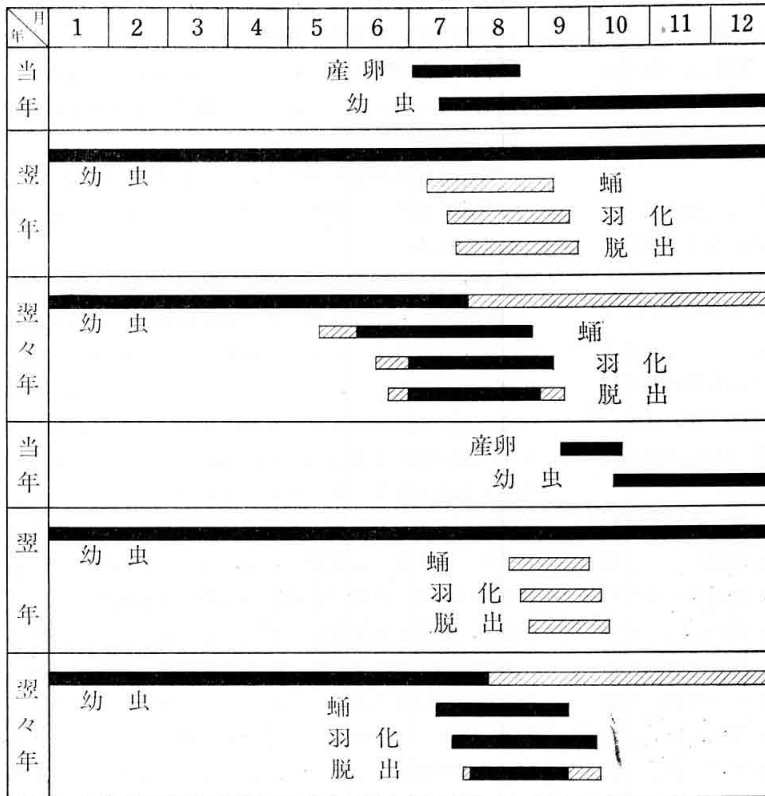 月
年 1 2 3 4 5 6 7 8 9 10 11 12
当年
産卵
幼虫
翌年
幼虫
蛹
羽化
脱出
翌々年
幼虫
蛹
羽化
脱出
当年
産卵
幼虫
翌年
幼虫
蛹
羽化
脱出
翌々年
幼虫
蛹
羽化
脱出